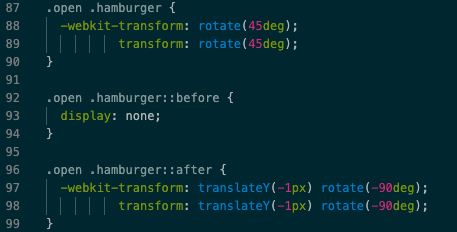 87 .open .hamburger {
88   -webkit-transform: rotate(45deg);
89           transform: rotate(45deg);
90 }
91
92 .open .hamburger::before {
93   display: none;
94 }
95
96 .open .hamburger::after {
97   -webkit-transform: translateY(-1px) rotate(-90deg);
98           transform: translateY(-1px) rotate(-90deg);
99 }